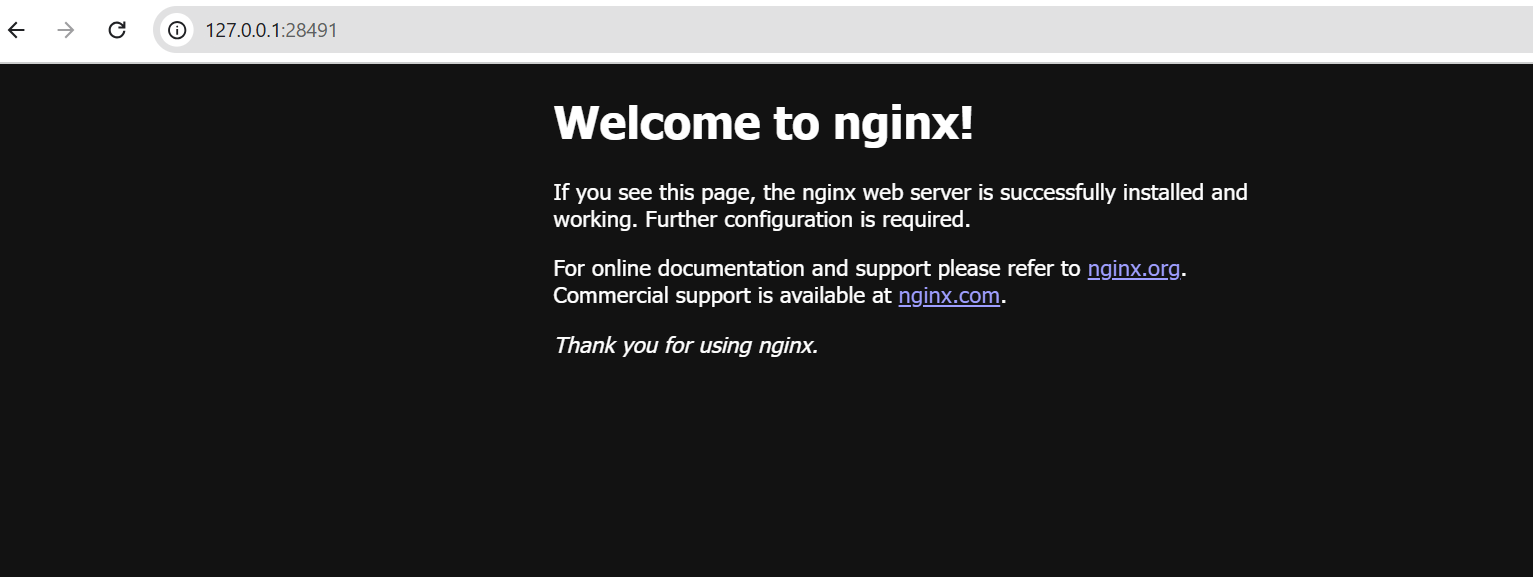 127.0.0.1:28491
Welcome to nginx!
If you see this page, the nginx web server is successfully installed and
working. Further configuration is required.
For online documentation and support please refer to nginx.org.
Commercial support is available at nginx.com.
Thank you for using nginx.